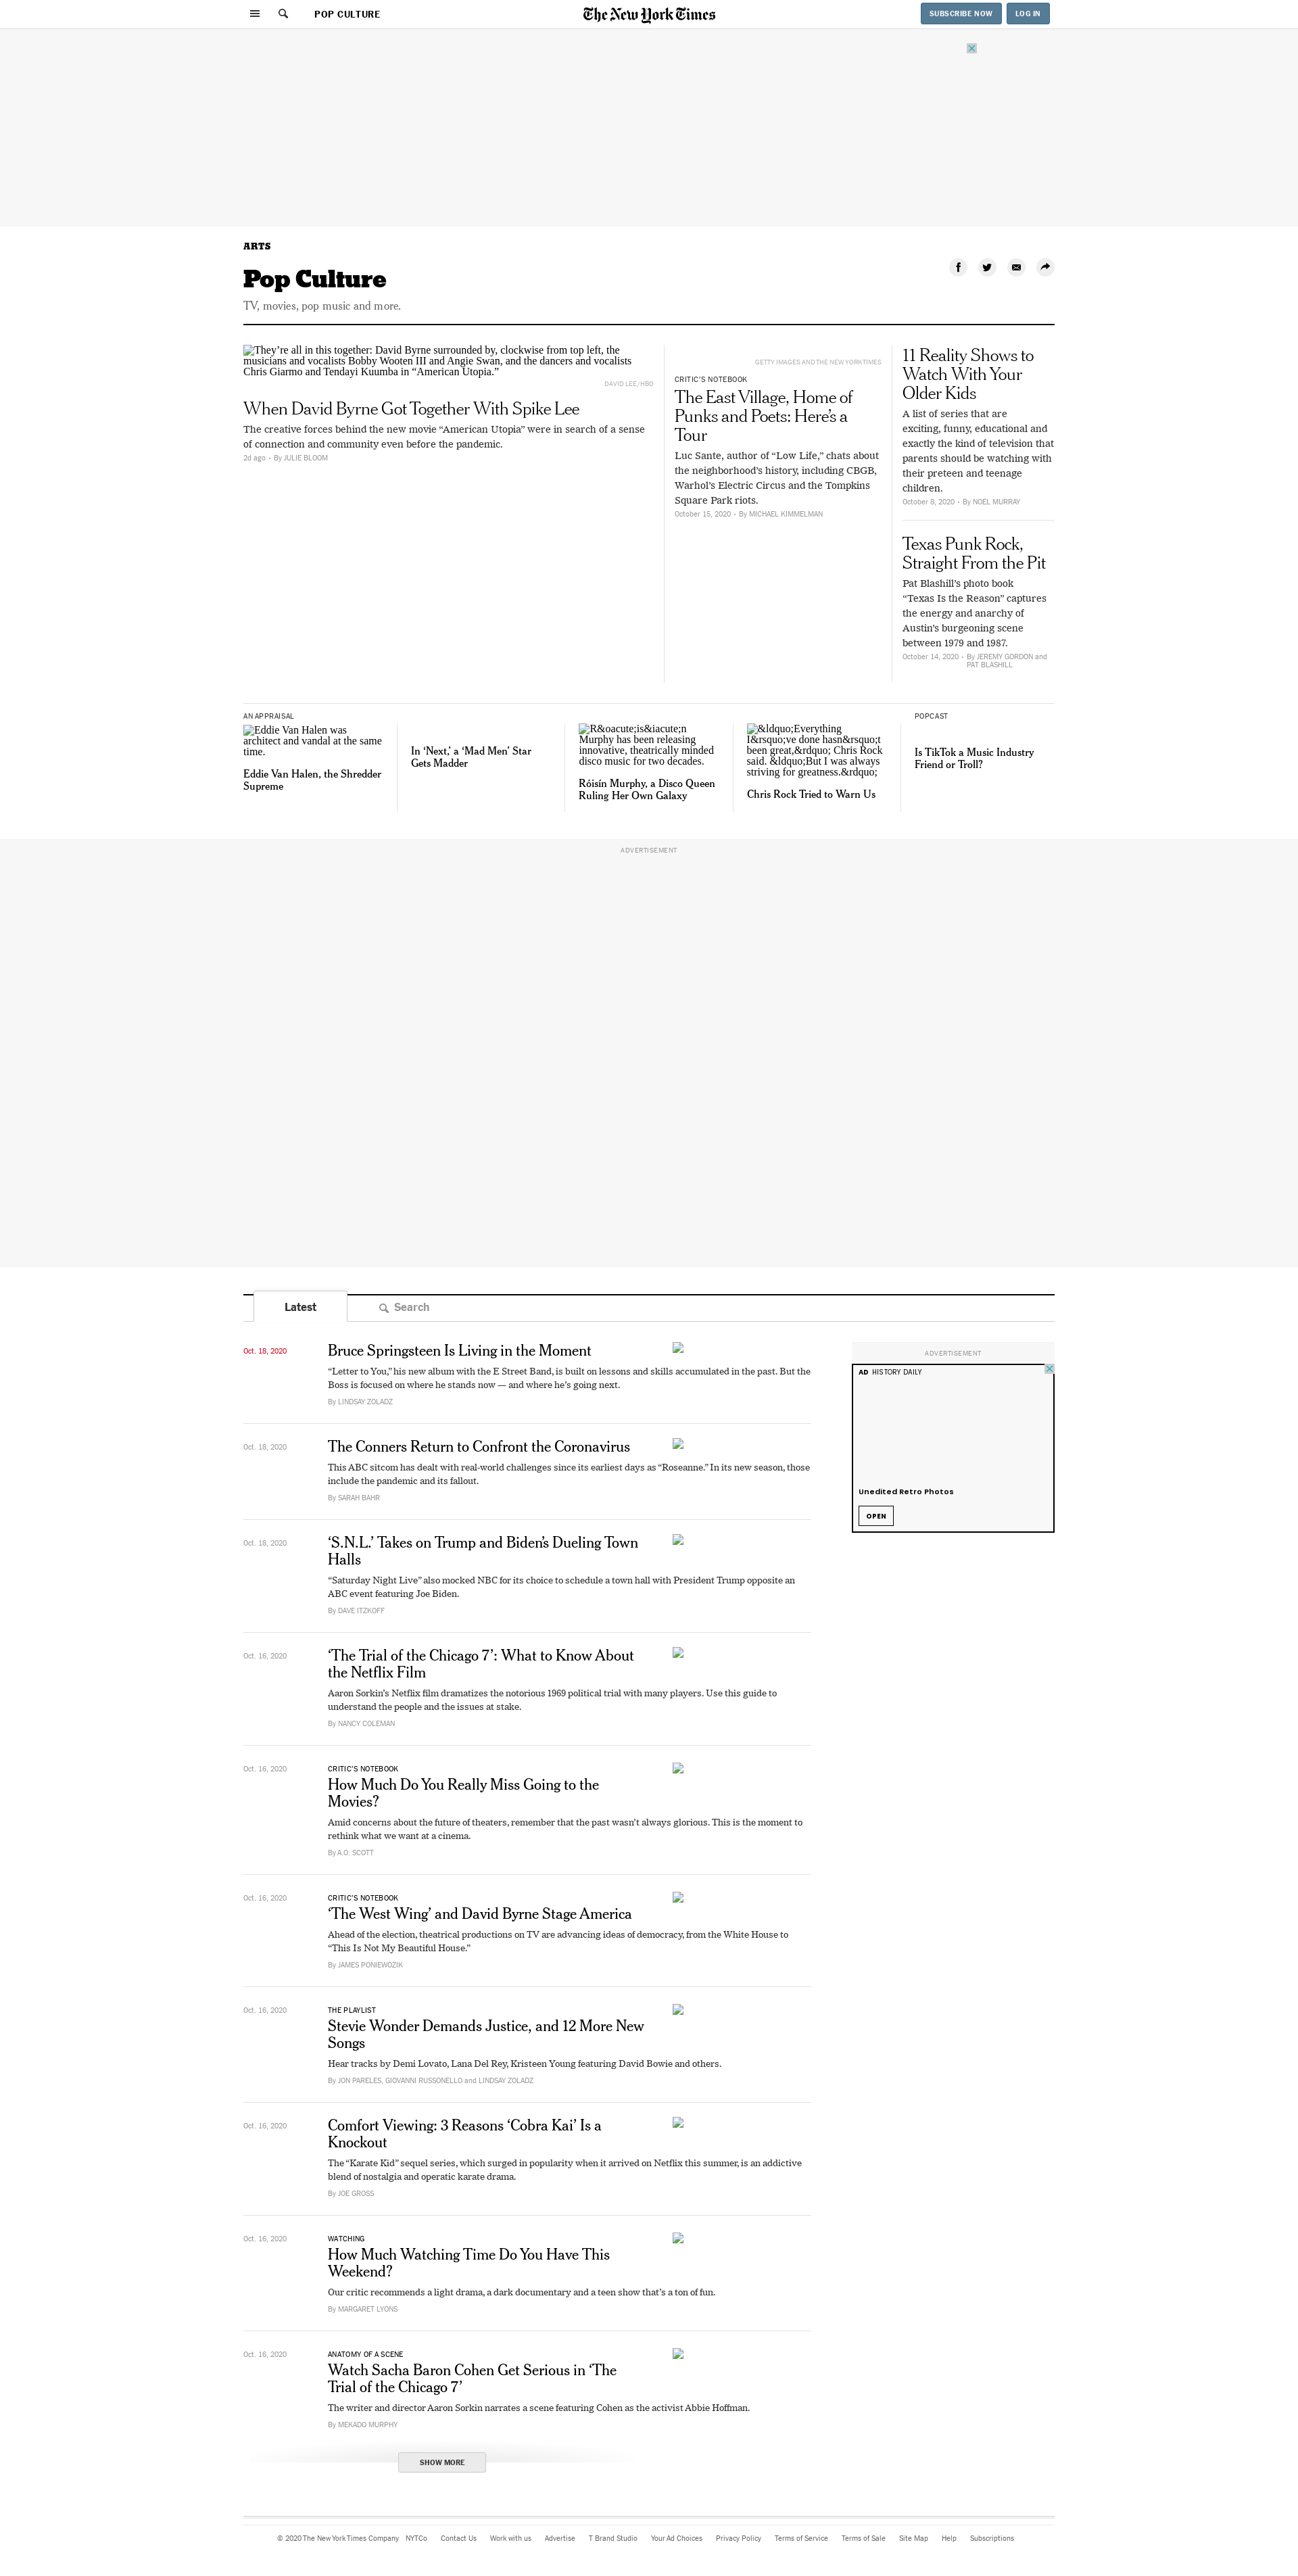 POP CULTURE
The New York Times
SUBSCRIBE NOW
LOG IN
ARTS
Pop Culture
TV, movies, pop music and more.
They’re all in this together: David Byrne surrounded by, clockwise from top left, the
musicians and vocalists Bobby Wooten III and Angie Swan, and the dancers and vocalists
Chris Giarmo and Tendayi Kuumba in “American Utopia.”
DAVID LEE/HBO
When David Byrne Got Together With Spike Lee
The creative forces behind the new movie “American Utopia” were in search of a sense
of connection and community even before the pandemic.
2d ago • By JULIE BLOOM
GETTY IMAGES AND THE NEW YORK TIMES
CRITIC’S NOTEBOOK
The East Village, Home of
Punks and Poets: Here’s a
Tour
Luc Sante, author of “Low Life,” chats about
the neighborhood’s history, including CBGB,
Warhol’s Electric Circus and the Tompkins
Square Park riots.
October 15, 2020 • By MICHAEL KIMMELMAN
11 Reality Shows to
Watch With Your
Older Kids
A list of series that are
exciting, funny, educational and
exactly the kind of television that
parents should be watching with
their preteen and teenage
children.
October 8, 2020 • By NOEL MURRAY
Texas Punk Rock,
Straight From the Pit
Pat Blashill’s photo book
“Texas Is the Reason” captures
the energy and anarchy of
Austin’s burgeoning scene
between 1979 and 1987.
October 14, 2020 • By JEREMY GORDON and
PAT BLASHILL
AN APPRAISAL
Eddie Van Halen was
architect and vandal at the same
time.
Eddie Van Halen, the Shredder
Supreme
In ‘Next,’ a ‘Mad Men’ Star
Gets Madder
R&oacute;is&iacute;n
Murphy has been releasing
innovative, theatrically minded
disco music for two decades.
Róisín Murphy, a Disco Queen
Ruling Her Own Galaxy
&ldquo;Everything
I&rsquo;ve done hasn&rsquo;t
been great,&rdquo; Chris Rock
said. &ldquo;But I was always
striving for greatness.&rdquo;
Chris Rock Tried to Warn Us
POPCAST
Is TikTok a Music Industry
Friend or Troll?
ADVERTISEMENT
Latest
Search
Oct. 18, 2020
Bruce Springsteen Is Living in the Moment
“Letter to You,” his new album with the E Street Band, is built on lessons and skills accumulated in the past. But the
Boss is focused on where he stands now — and where he’s going next.
By LINDSAY ZOLADZ
ADVERTISEMENT
AD HISTORY DAILY
Unedited Retro Photos
OPEN
Oct. 18, 2020
The Conners Return to Confront the Coronavirus
This ABC sitcom has dealt with real-world challenges since its earliest days as “Roseanne.” In its new season, those
include the pandemic and its fallout.
By SARAH BAHR
Oct. 18, 2020
‘S.N.L.’ Takes on Trump and Biden’s Dueling Town
Halls
“Saturday Night Live” also mocked NBC for its choice to schedule a town hall with President Trump opposite an
ABC event featuring Joe Biden.
By DAVE ITZKOFF
Oct. 16, 2020
‘The Trial of the Chicago 7’: What to Know About
the Netflix Film
Aaron Sorkin’s Netflix film dramatizes the notorious 1969 political trial with many players. Use this guide to
understand the people and the issues at stake.
By NANCY COLEMAN
Oct. 16, 2020
CRITIC’S NOTEBOOK
How Much Do You Really Miss Going to the
Movies?
Amid concerns about the future of theaters, remember that the past wasn’t always glorious. This is the moment to
rethink what we want at a cinema.
By A.O. SCOTT
Oct. 16, 2020
CRITIC’S NOTEBOOK
‘The West Wing’ and David Byrne Stage America
Ahead of the election, theatrical productions on TV are advancing ideas of democracy, from the White House to
“This Is Not My Beautiful House.”
By JAMES PONIEWOZIK
Oct. 16, 2020
THE PLAYLIST
Stevie Wonder Demands Justice, and 12 More New
Songs
Hear tracks by Demi Lovato, Lana Del Rey, Kristeen Young featuring David Bowie and others.
By JON PARELES, GIOVANNI RUSSONELLO and LINDSAY ZOLADZ
Oct. 16, 2020
Comfort Viewing: 3 Reasons ‘Cobra Kai’ Is a
Knockout
The “Karate Kid” sequel series, which surged in popularity when it arrived on Netflix this summer, is an addictive
blend of nostalgia and operatic karate drama.
By JOE GROSS
Oct. 16, 2020
WATCHING
How Much Watching Time Do You Have This
Weekend?
Our critic recommends a light drama, a dark documentary and a teen show that’s a ton of fun.
By MARGARET LYONS
Oct. 16, 2020
ANATOMY OF A SCENE
Watch Sacha Baron Cohen Get Serious in ‘The
Trial of the Chicago 7’
The writer and director Aaron Sorkin narrates a scene featuring Cohen as the activist Abbie Hoffman.
By MEKADO MURPHY
SHOW MORE
© 2020 The New York Times Company NYTCo Contact Us Work with us Advertise T Brand Studio Your Ad Choices Privacy Policy Terms of Service Terms of Sale Site Map Help Subscriptions